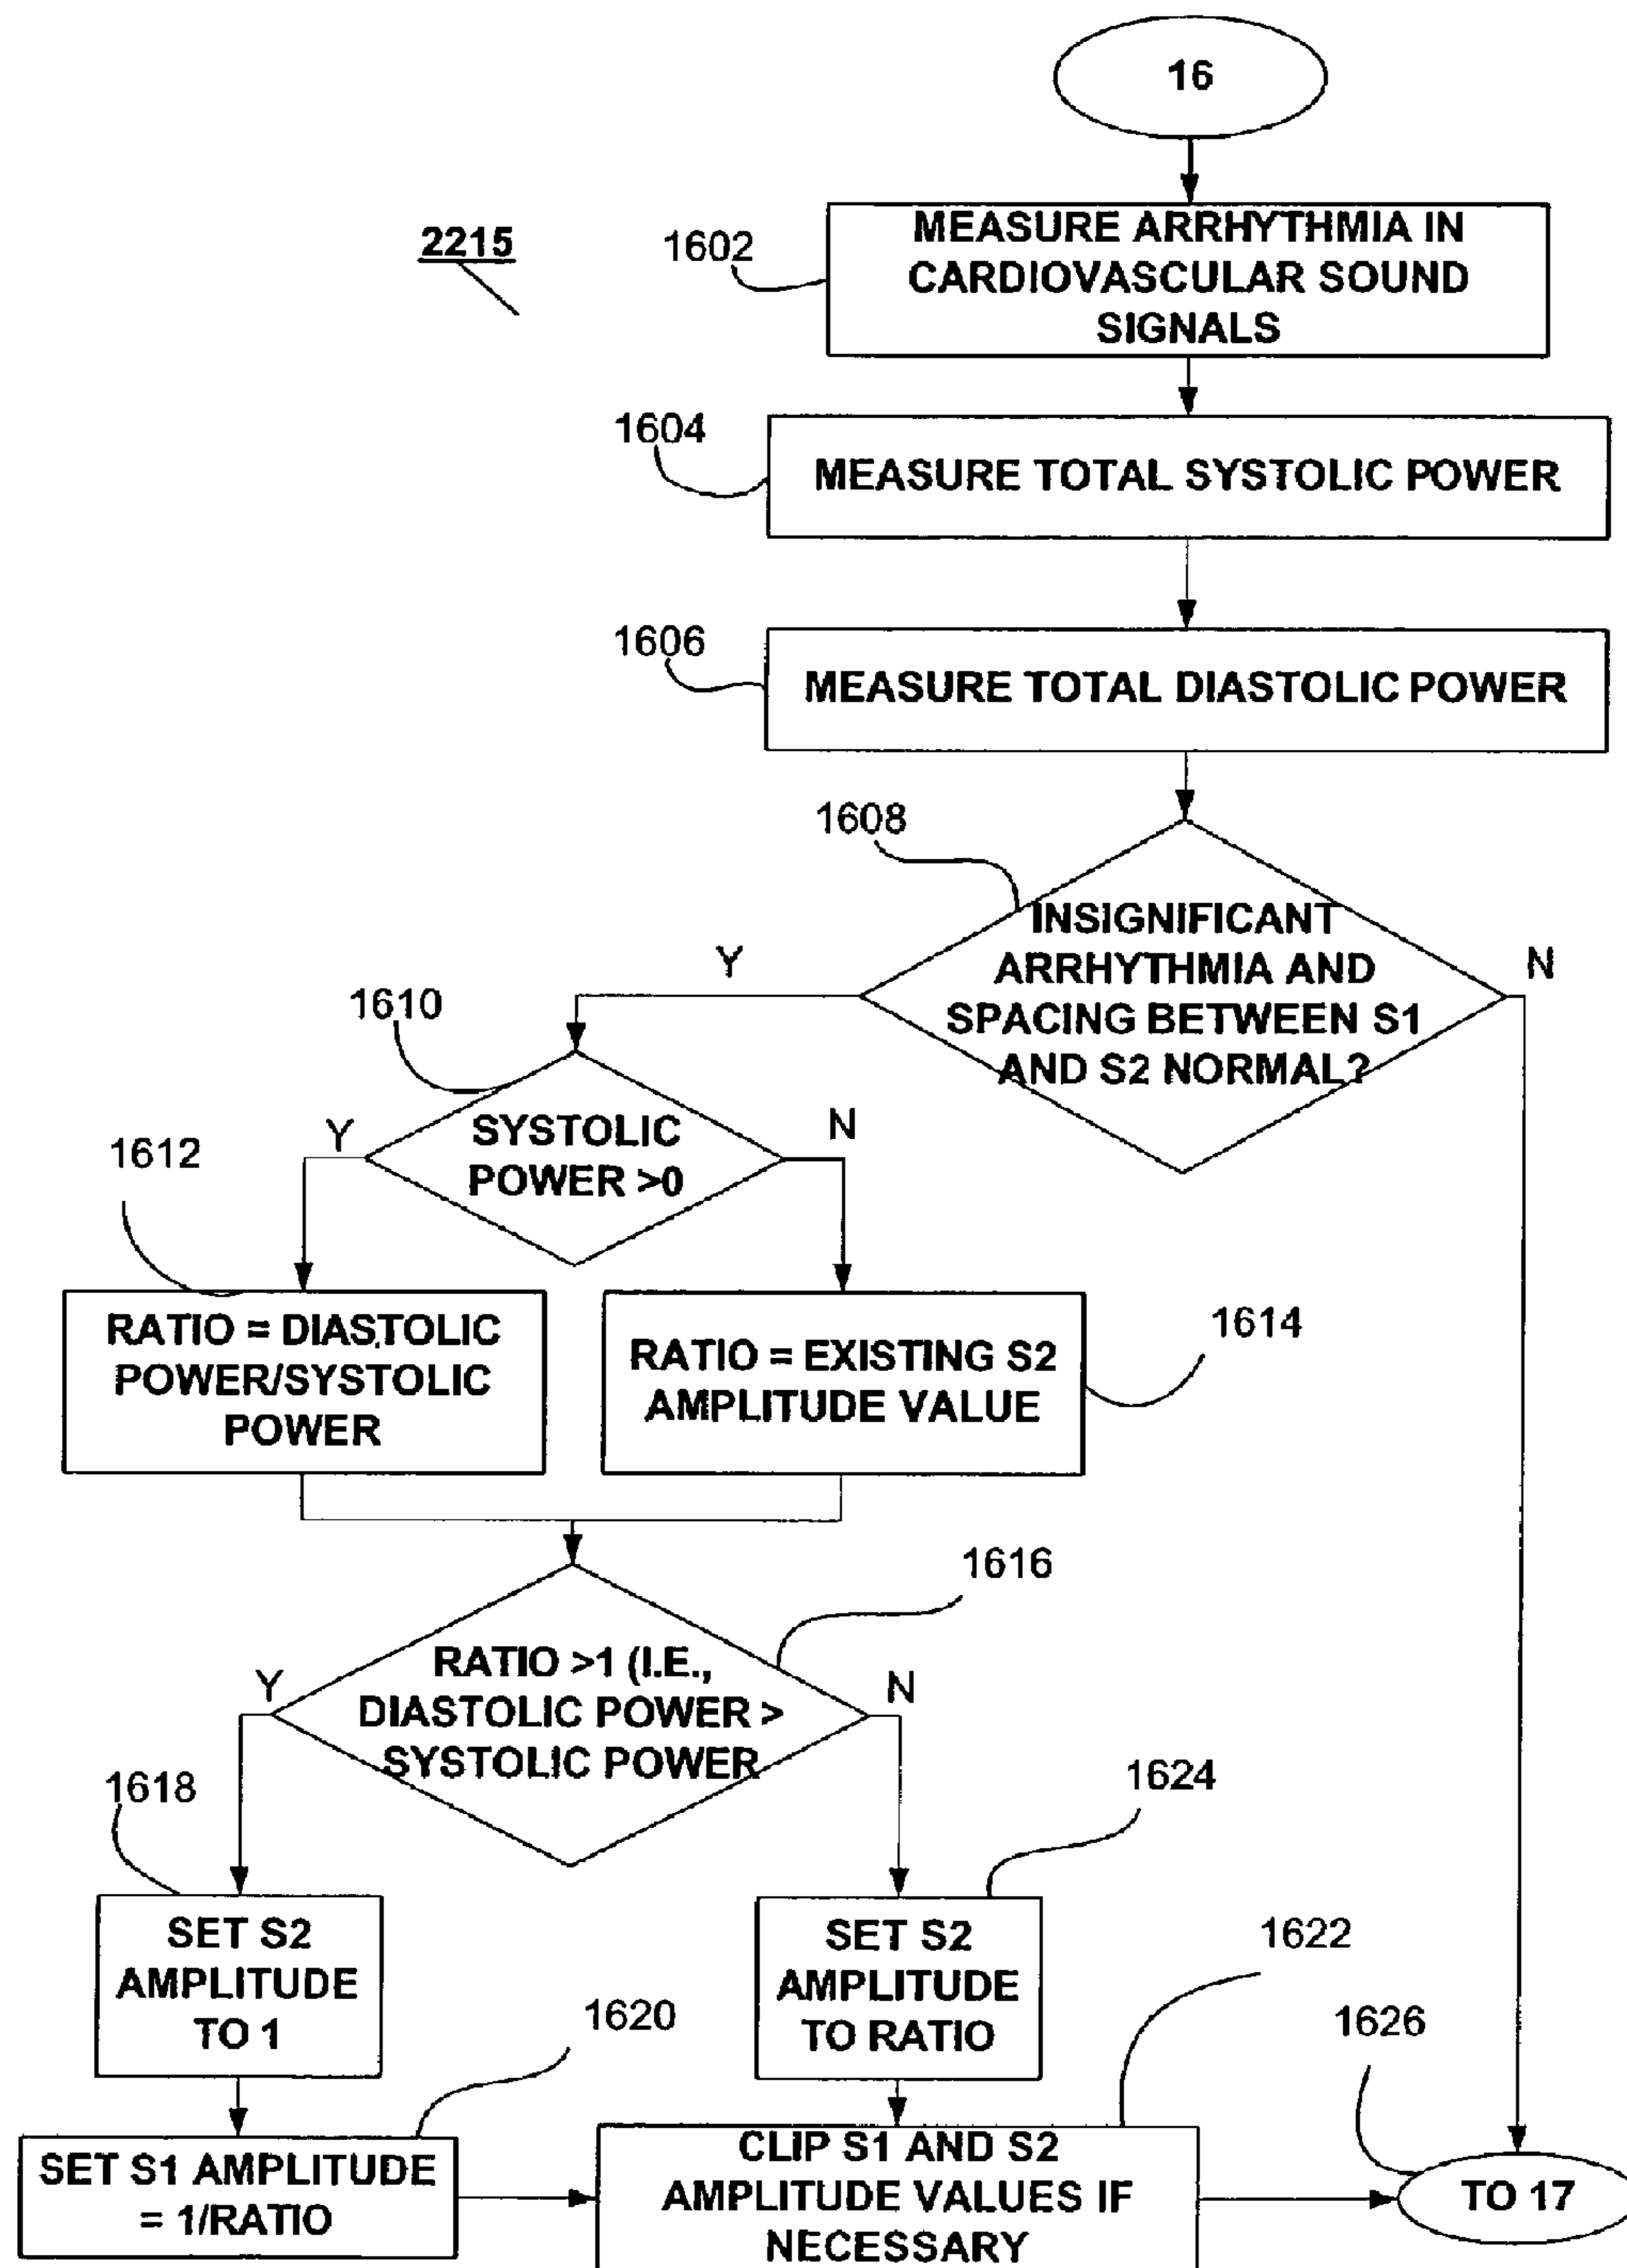 16
2215
1602
MEASURE ARRHYTHMIA IN
CARDIOVASCULAR SOUND
SIGNALS
1604
MEASURE TOTAL SYSTOLIC POWER
1606
MEASURE TOTAL DIASTOLIC POWER
1608
INSIGNIFICANT
ARRHYTHMIA AND
SPACING BETWEEN S1
AND S2 NORMAL?
Y
N
1610
SYSTOLIC
POWER >0
Y
N
1612
RATIO = DIASTOLIC
POWER/SYSTOLIC
POWER
1614
RATIO = EXISTING S2
AMPLITUDE VALUE
1616
RATIO >1 (I.E.,
DIASTOLIC POWER >
SYSTOLIC POWER
Y
N
1618
SET S2
AMPLITUDE
TO 1
1624
SET S2
AMPLITUDE
TO RATIO
1620
SET S1 AMPLITUDE
= 1/RATIO
1622
CLIP S1 AND S2
AMPLITUDE VALUES IF
NECESSARY
1626
TO 17